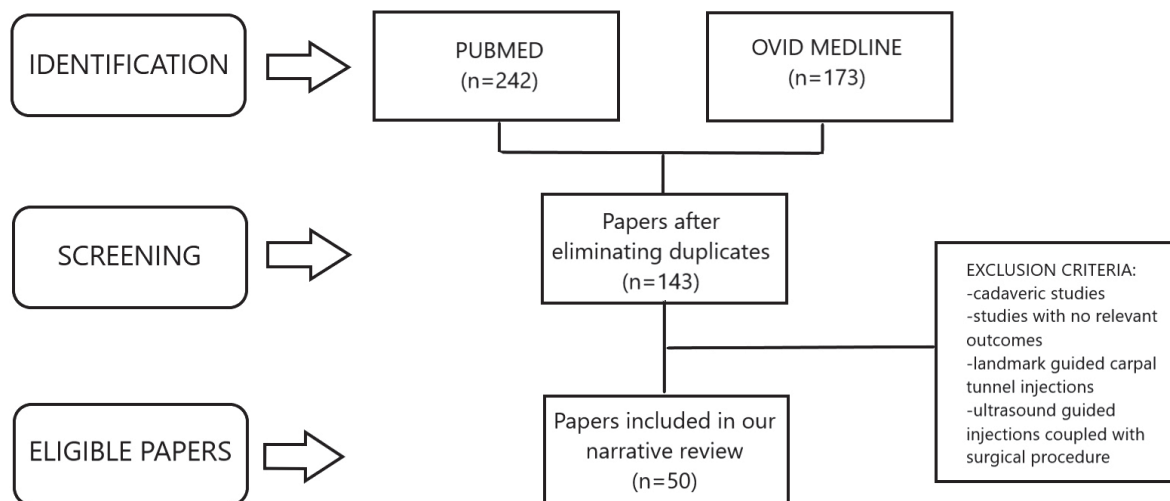 IDENTIFICATION
PUBMED
(n=242)
OVID MEDLINE
(n=173)
SCREENING
Papers after
eliminating duplicates
(n=143)
EXCLUSION CRITERIA:
-cadaveric studies
-studies with no relevant
outcomes
-landmark guided carpal
tunnel injections
-ultrasound guided
injections coupled with
surgical procedure
ELIGIBLE PAPERS
Papers included in our
narrative review
(n=50)